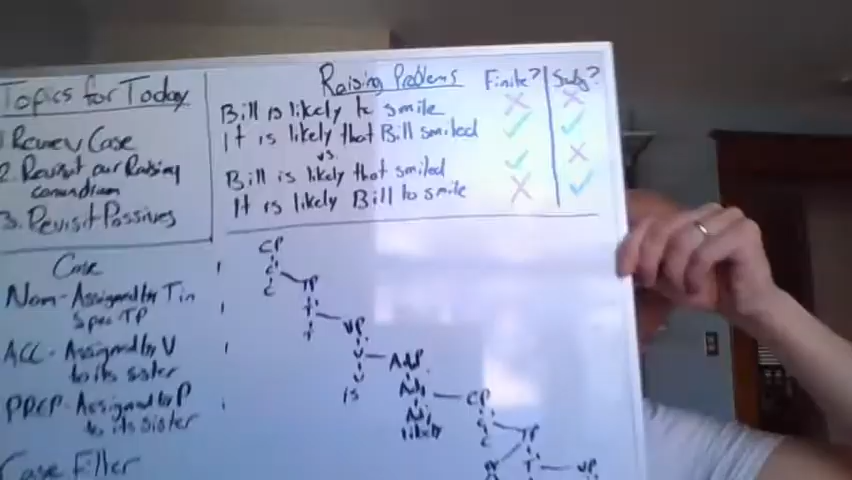 Topics for Today
1. Review Case
2. Revisit our Raising
conundrum
3. Revisit Passives
Raising Problems Finite? Subj?
Bill is likely to smile X X
It is likely that Bill smiled ✓ ✓
vs.
Bill is likely that smiled ✓ X
It is likely Bill to smile X ✓
Case
Nom - Assigned by T in
Spec TP
ACC - Assigned by V
to its sister
PREP - Assigned by P
to its sister
Case Filter
CP
C'
C TP
T'
T VP
V'
V AdjP
is Adj'
Adj CP
likely C'
C TP
T' VP